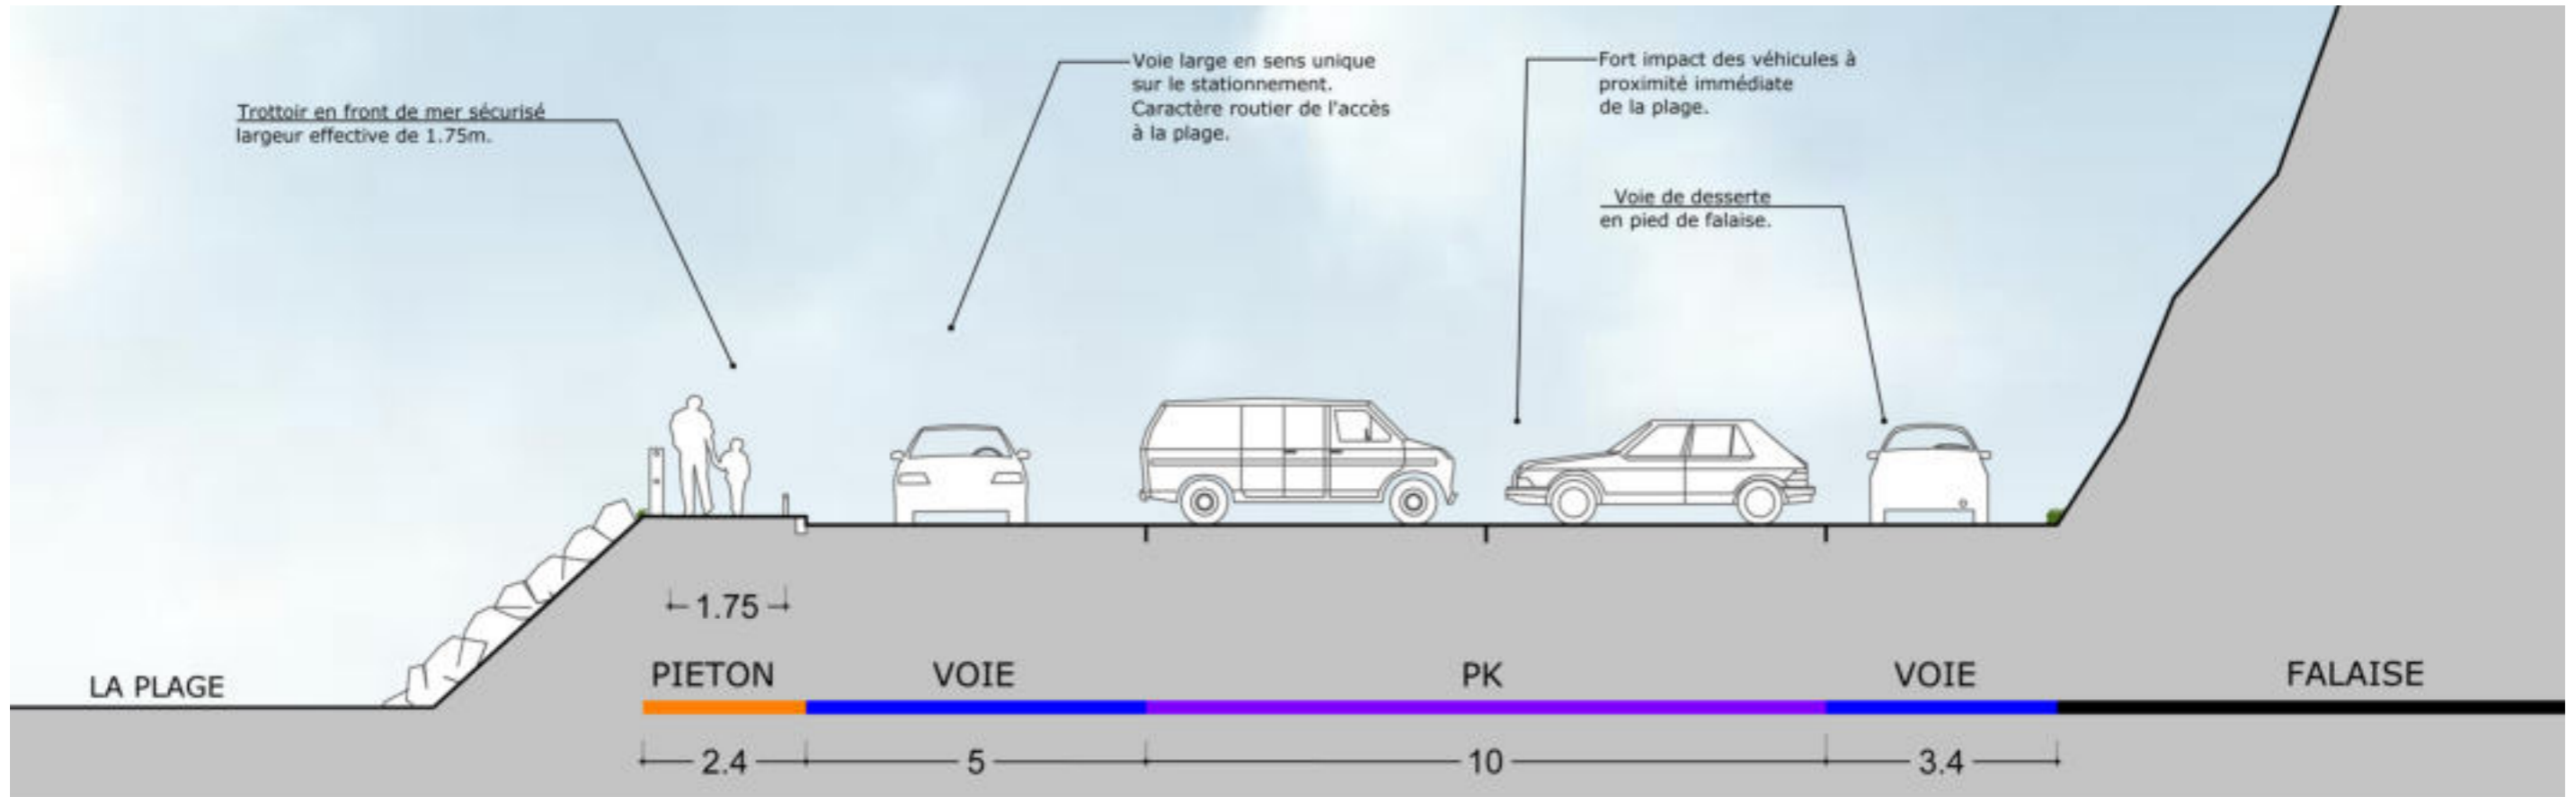 Trottoir en front de mer sécurisé
largeur effective de 1.75m.
Voie large en sens unique
sur le stationnement.
Caractère routier de l'accès
à la plage.
Fort impact des véhicules à
proximité immédiate
de la plage.
Voie de desserte
en pied de falaise.
1.75
LA PLAGE
PIETON
VOIE
PK
VOIE
FALAISE
2.4
5
10
3.4